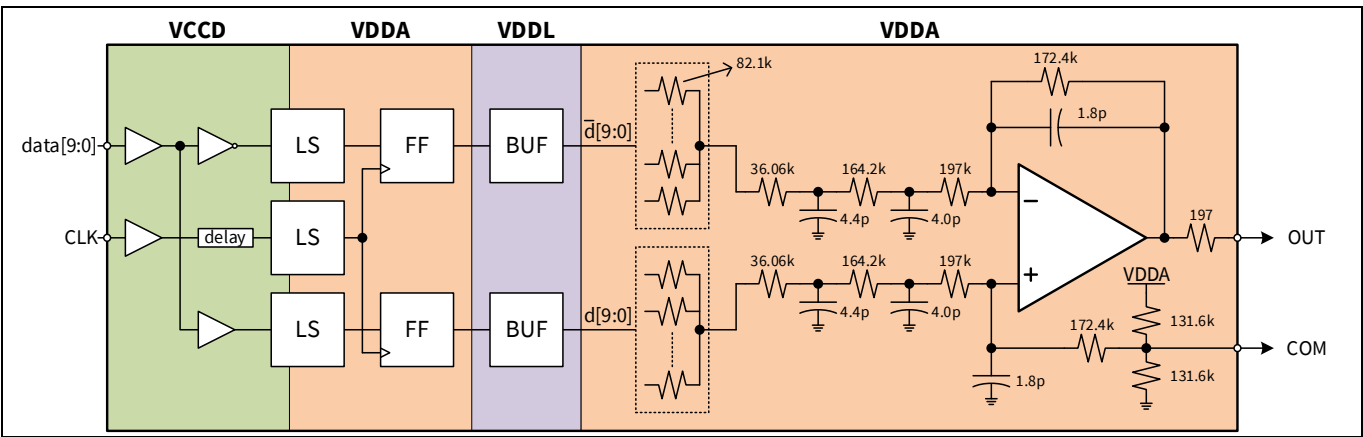 VCCD
VDDA
VDDL
VDDA
82.1k
172.4k
1.8p
data[9:0]
LS
FF
BUF
d̅[9:0]
36.06k
164.2k
197k
4.4p
4.0p
−
CLK
delay
LS
197
OUT
36.06k
164.2k
197k
+
VDDA
4.4p
4.0p
131.6k
LS
FF
BUF
d[9:0]
172.4k
COM
1.8p
131.6k